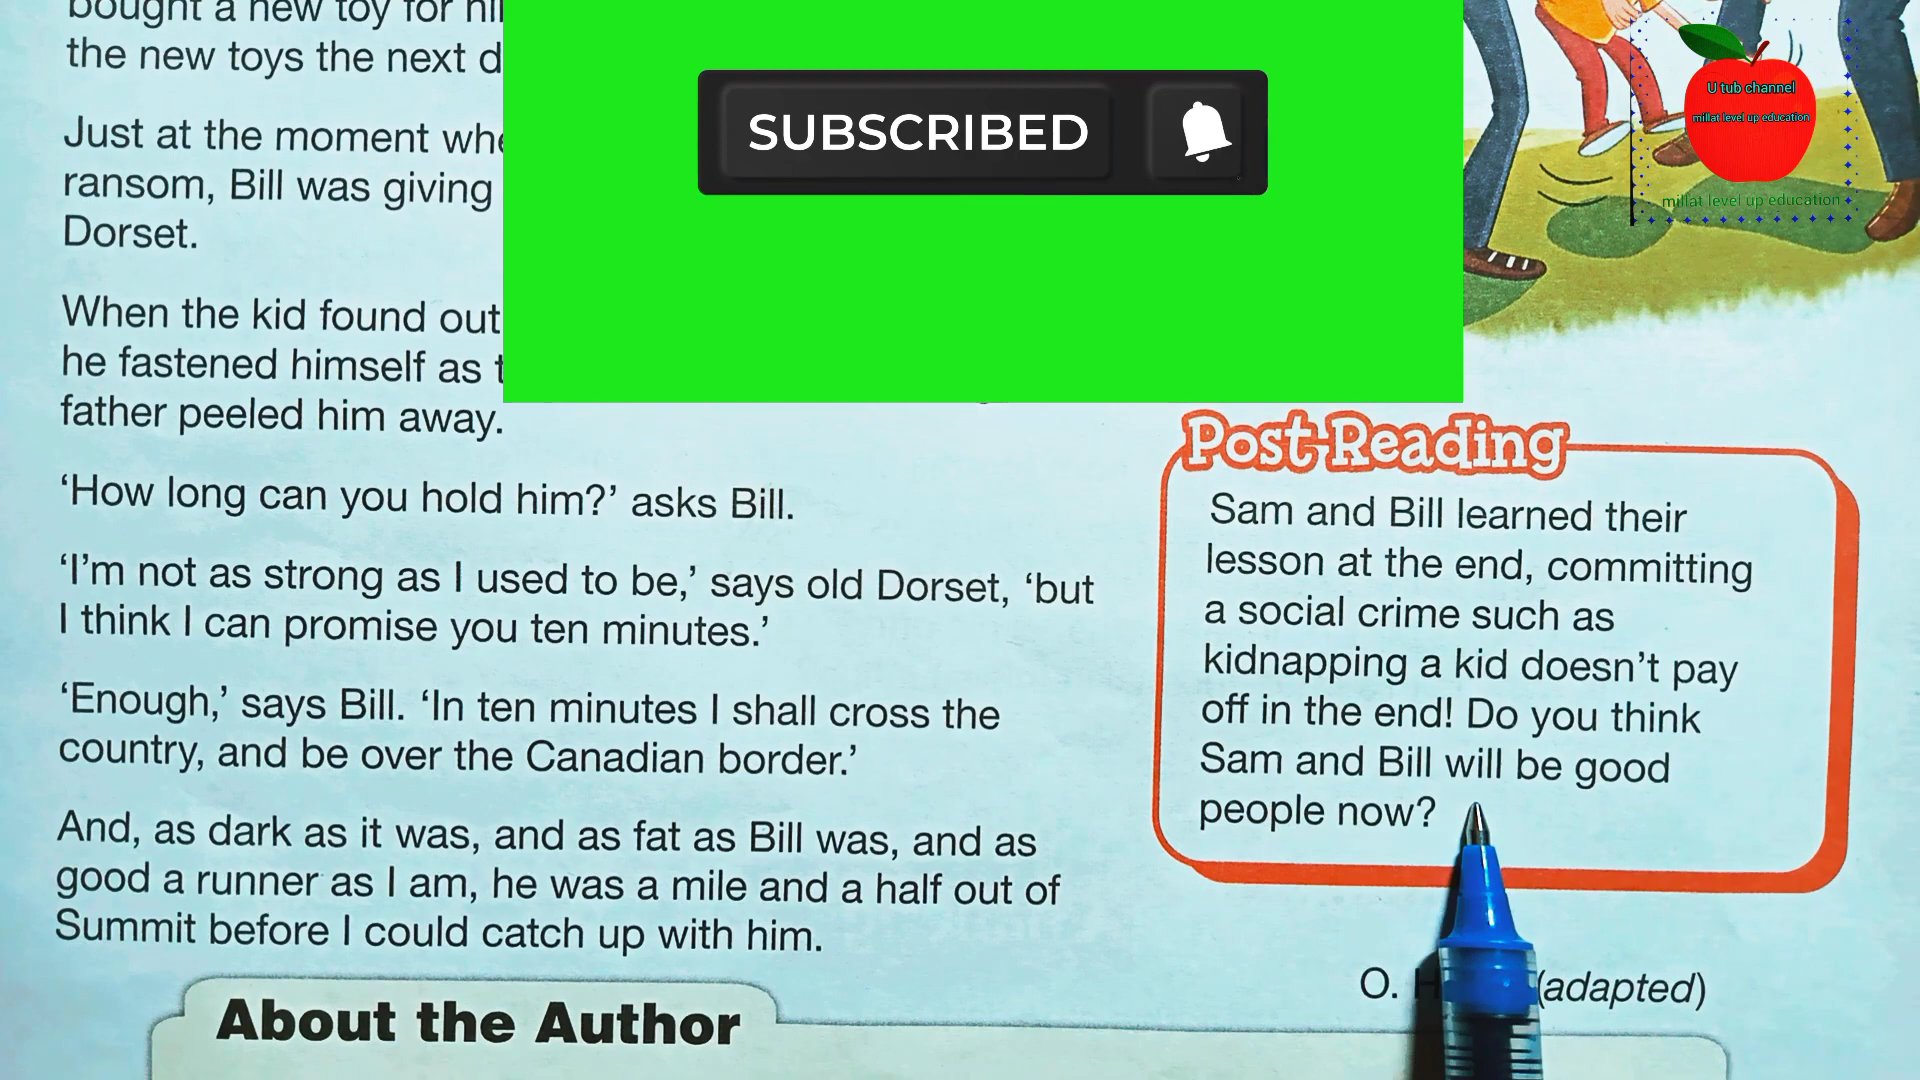 bought a new toy for
the new toys the next
Just at the moment
ransom, Bill was giving
Dorset.
When the kid found out
he fastened himself as
father peeled him away.
‘How long can you hold him?’ asks Bill.
‘I’m not as strong as I used to be,’ says old Dorset, ‘but
I think I can promise you ten minutes.’
‘Enough,’ says Bill. ‘In ten minutes I shall cross the
country, and be over the Canadian border.’
And, as dark as it was, and as fat as Bill was, and as
good a runner as I am, he was a mile and a half out of
Summit before I could catch up with him.
About the Author
SUBSCRIBED
U tub channel
millat level up education
millat level up education
Post-Reading
Sam and Bill learned their
lesson at the end, committing
a social crime such as
kidnapping a kid doesn’t pay
off in the end! Do you think
Sam and Bill will be good
people now?
O. (adapted)